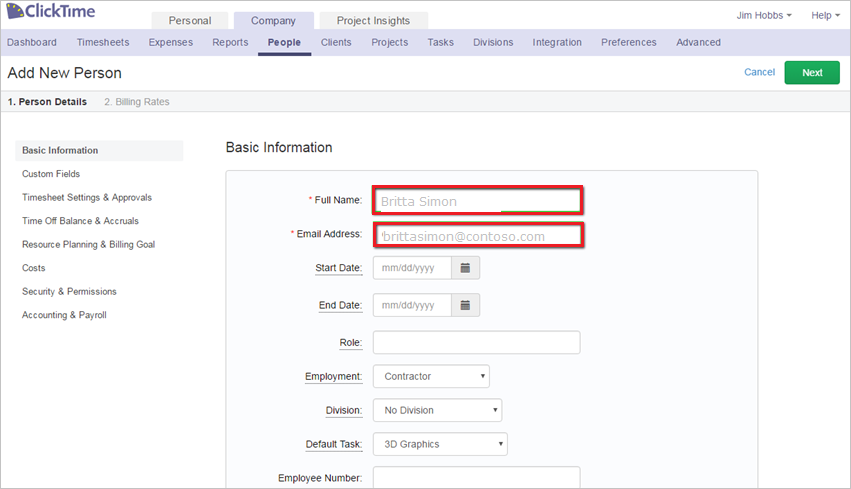 ClickTime
Personal Company Project Insights Jim Hobbs Help
Dashboard Timesheets Expenses Reports People Clients Projects Tasks Divisions Integration Preferences Advanced
Add New Person Cancel Next
1. Person Details 2. Billing Rates
Basic Information
Custom Fields
Timesheet Settings & Approvals
Time Off Balance & Accruals
Resource Planning & Billing Goal
Costs
Security & Permissions
Accounting & Payroll
Basic Information
* Full Name: Britta Simon
* Email Address: 'brittasimon@contoso.com
Start Date: mm/dd/yyyy
End Date: mm/dd/yyyy
Role:
Employment: Contractor
Division: No Division
Default Task: 3D Graphics
Employee Number: